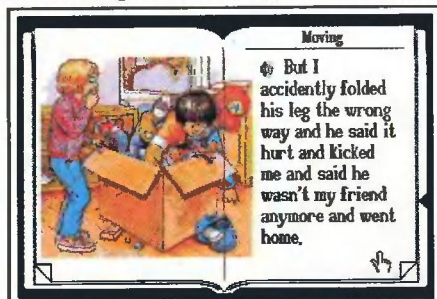 Moving
But I
accidently folded
his leg the wrong
way and he said it
hurt and kicked
me and said he
wasn't my friend
anymore and went
home.